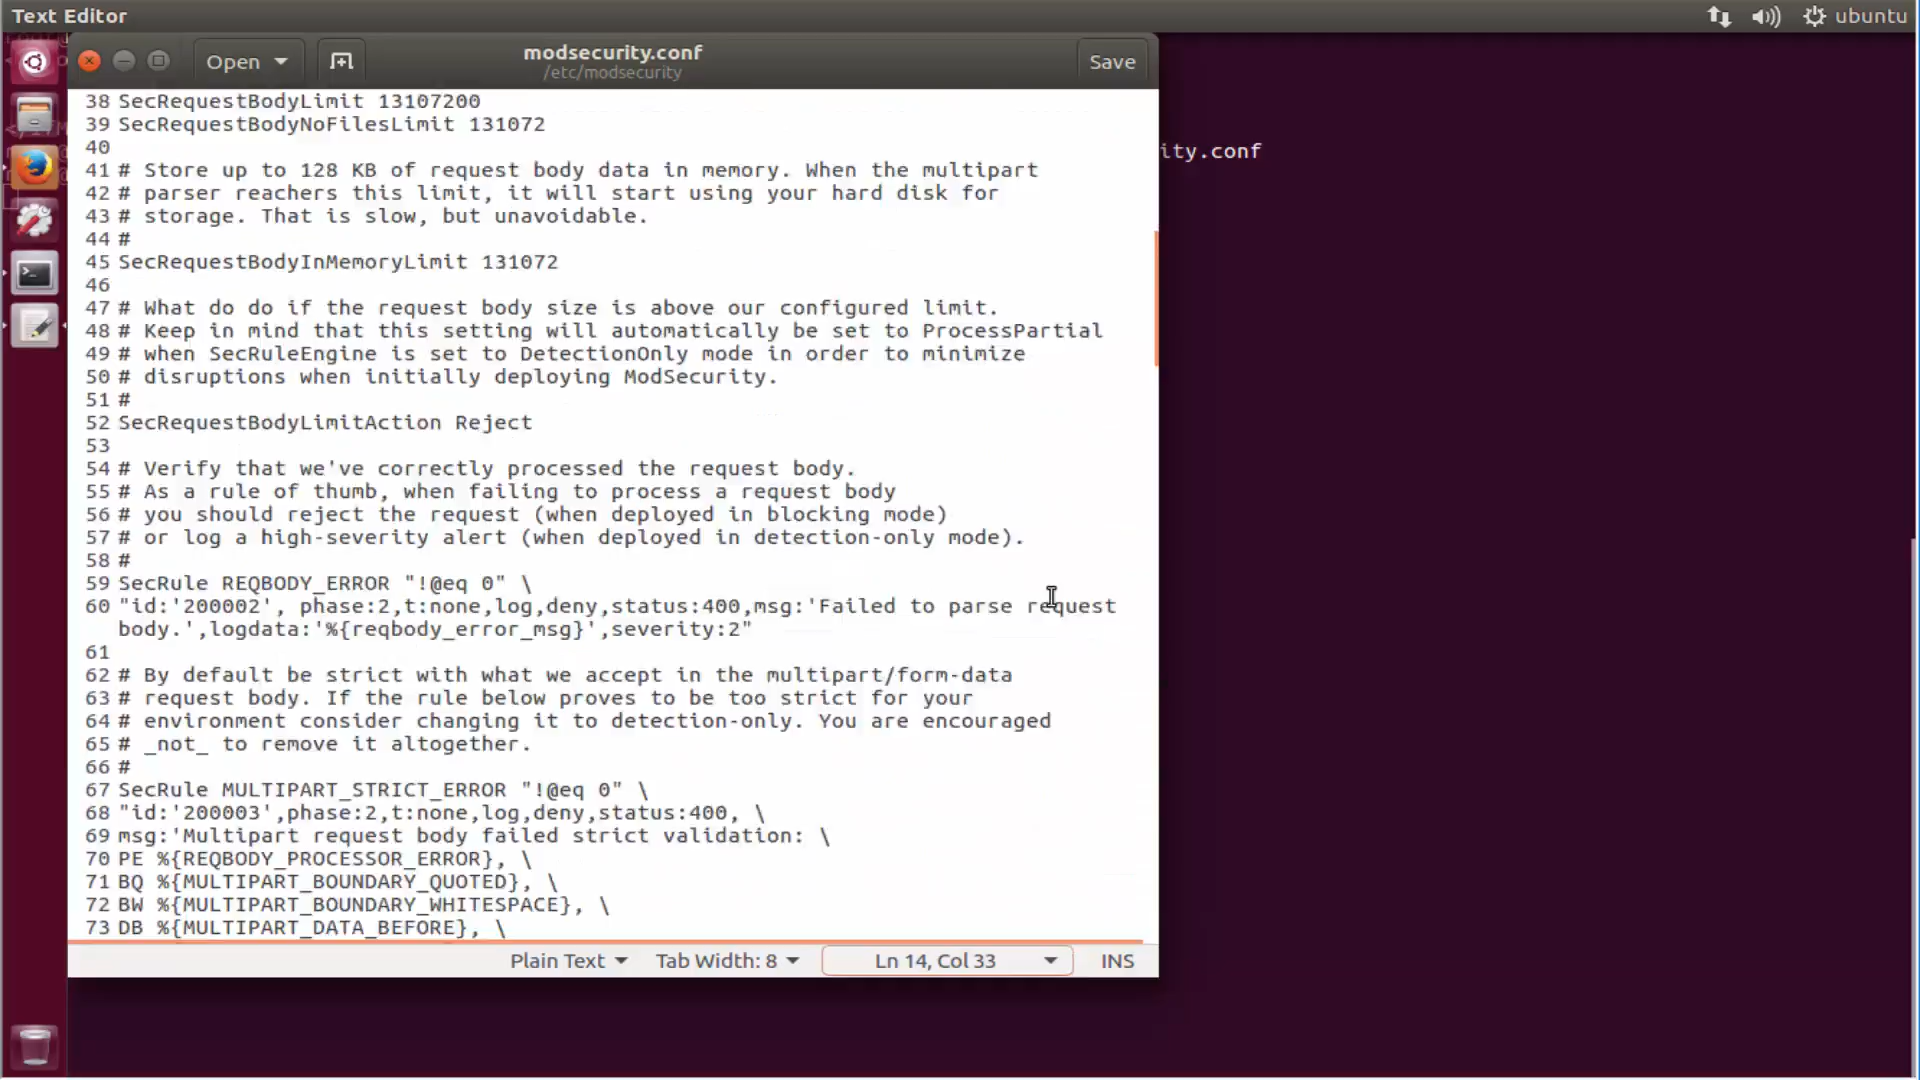 Text Editor
ubuntu
Open
modsecurity.conf
/etc/modsecurity
Save
ity.conf
38 SecRequestBodyLimit 13107200
39 SecRequestBodyNoFilesLimit 131072
40
41 # Store up to 128 KB of request body data in memory. When the multipart
42 # parser reachers this limit, it will start using your hard disk for
43 # storage. That is slow, but unavoidable.
44 #
45 SecRequestBodyInMemoryLimit 131072
46
47 # What do do if the request body size is above our configured limit.
48 # Keep in mind that this setting will automatically be set to ProcessPartial
49 # when SecRuleEngine is set to DetectionOnly mode in order to minimize
50 # disruptions when initially deploying ModSecurity.
51 #
52 SecRequestBodyLimitAction Reject
53
54 # Verify that we've correctly processed the request body.
55 # As a rule of thumb, when failing to process a request body
56 # you should reject the request (when deployed in blocking mode)
57 # or log a high-severity alert (when deployed in detection-only mode).
58 #
59 SecRule REQBODY_ERROR "!@eq 0" \
60 "id:'200002', phase:2,t:none,log,deny,status:400,msg:'Failed to parse request
body.',logdata:'%{reqbody_error_msg}',severity:2"
61
62 # By default be strict with what we accept in the multipart/form-data
63 # request body. If the rule below proves to be too strict for your
64 # environment consider changing it to detection-only. You are encouraged
65 # _not_ to remove it altogether.
66 #
67 SecRule MULTIPART_STRICT_ERROR "!@eq 0" \
68 "id:'200003',phase:2,t:none,log,deny,status:400, \
69 msg:'Multipart request body failed strict validation: \
70 PE %{REQBODY_PROCESSOR_ERROR}, \
71 BQ %{MULTIPART_BOUNDARY_QUOTED}, \
72 BW %{MULTIPART_BOUNDARY_WHITESPACE}, \
73 DB %{MULTIPART_DATA_BEFORE}, \
Plain Text
Tab Width: 8
Ln 14, Col 33
INS